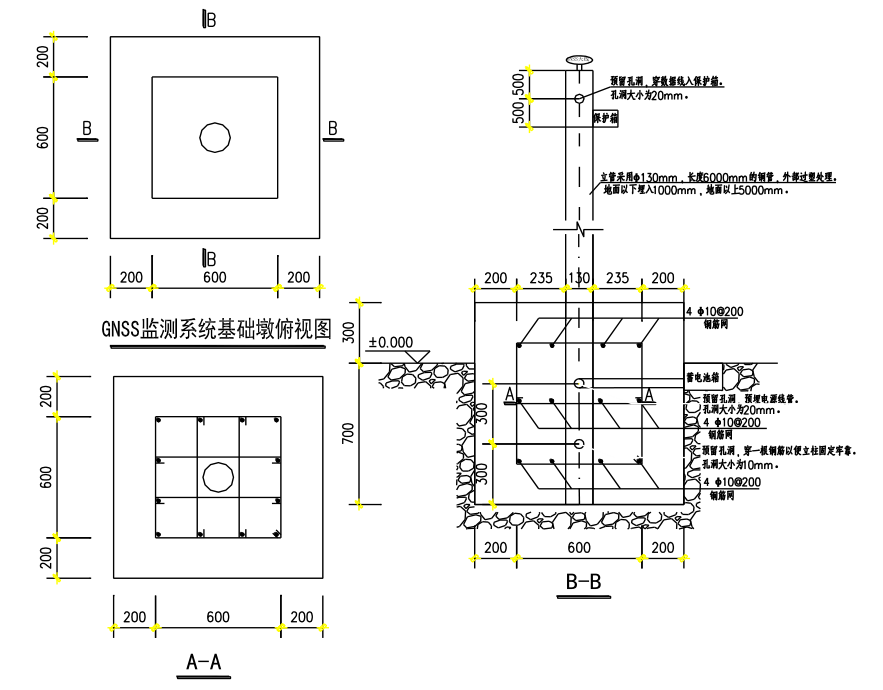 B
200
600
200
B
B
B
200
600
200
GNSS监测系统基础墩俯视图
200
600
200
200
600
200
A-A
500
500
预留孔洞，穿数据线入保护箱。
孔洞大小为20mm。
保护箱
立管采用Φ130mm，长度6000mm的钢管，外部过塑处理。
地面以下埋入1000mm，地面以上5000mm。
200
235
130
235
200
300
±0.000
700
4 Φ10@200
钢筋网
蓄电池箱
A
A
预留孔洞，预埋电源线管。
孔洞大小为20mm。
300
4 Φ10@200
钢筋网
预留孔洞，穿一根钢筋以便立柱固定牢靠。
孔洞大小为10mm。
300
4 Φ10@200
钢筋网
200
600
200
B-B